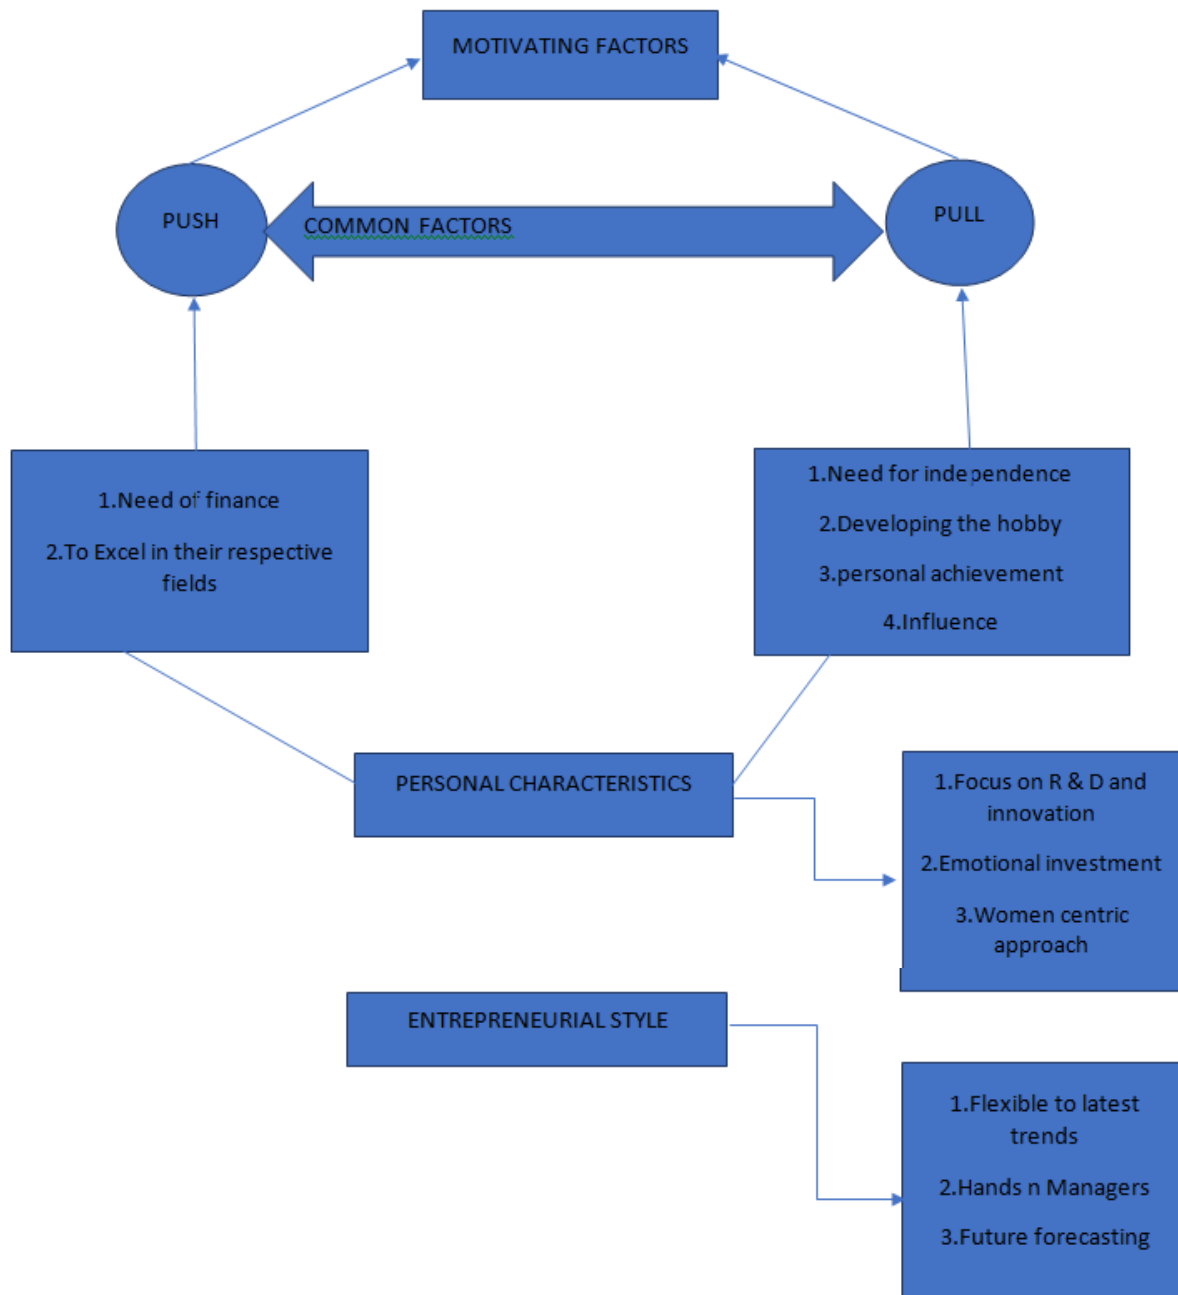 MOTIVATING FACTORS
PUSH
COMMON FACTORS
PULL
1.Need of finance
2.To Excel in their respective
fields
1.Need for independence
2.Developing the hobby
3.personal achievement
4.Influence
PERSONAL CHARACTERISTICS
1.Focus on R & D and
innovation
2.Emotional investment
3.Women centric
approach
ENTREPRENEURIAL STYLE
1.Flexible to latest
trends
2.Hands n Managers
3.Future forecasting